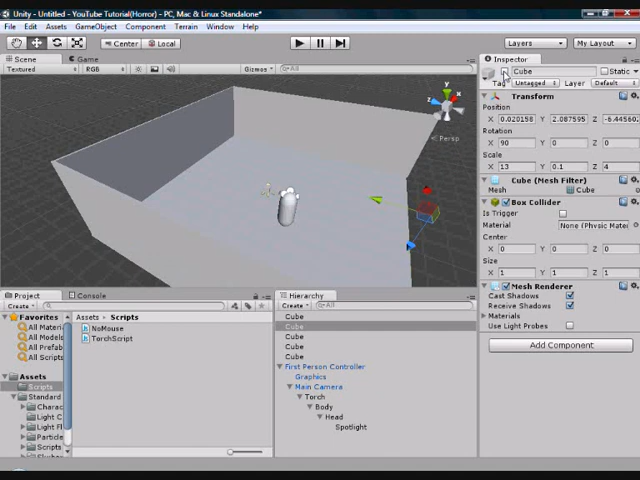 Unity - Untitled - YouTube Tutorial(Horror) - PC, Mac & Linux Standalone*
File Edit Assets GameObject Component Terrain Window Help
Center Local Layers My Layout
Scene Game
Textured RGB Gizmos All
y
x
z
Persp
Inspector
Cube Static
Tag Untagged Layer Default
Transform
Position
X 0.020158 Y 2.087595 Z -6.445602
Rotation
X 90 Y 0 Z 0
Scale
X 13 Y 0.1 Z 4
Cube (Mesh Filter)
Mesh Cube
Box Collider
Is Trigger
Material None (Physic Mater
Center
X 0 Y 0 Z 0
Size
X 1 Y 1 Z 1
Mesh Renderer
Cast Shadows
Receive Shadows
Materials
Use Light Probes
Add Component
Project Console
Create
Favorites
All Materi
All Models
All Prefab
All Scripts
Assets
Scripts
Standard
Charac
Light C
Light Fl
Particle
Scripts
Assets Scripts
NoMouse
TorchScript
Hierarchy
Create All
Cube
Cube
Cube
Cube
Cube
First Person Controller
Graphics
Main Camera
Torch
Body
Head
Spotlight